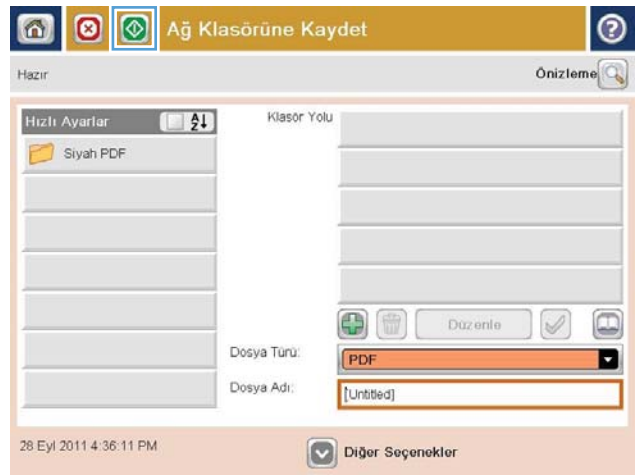 Ağ Klasörüne Kaydet
Hazır
Önizleme
Hızlı Ayarlar
Klasör Yolu
Siyah PDF
Düzenle
Dosya Türü:
PDF
Dosya Adı:
[Untitled]
28 Eyl 2011 4:36:11 PM
Diğer Seçenekler